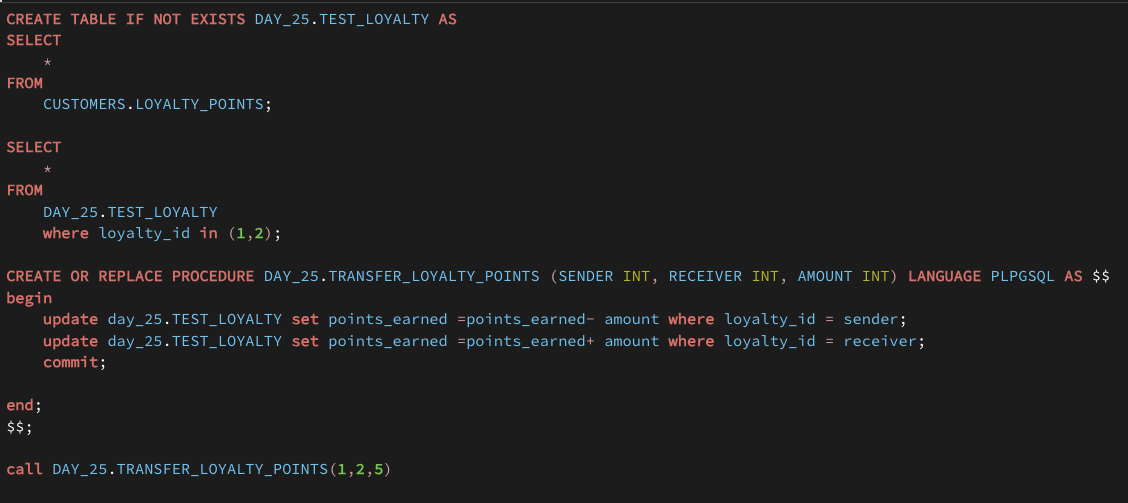 CREATE TABLE IF NOT EXISTS DAY_25.TEST_LOYALTY AS
SELECT
    *
FROM
    CUSTOMERS.LOYALTY_POINTS;

SELECT
    *
FROM
    DAY_25.TEST_LOYALTY
    where loyalty_id in (1,2);

CREATE OR REPLACE PROCEDURE DAY_25.TRANSFER_LOYALTY_POINTS (SENDER INT, RECEIVER INT, AMOUNT INT) LANGUAGE PLPGSQL AS $$
begin
    update day_25.TEST_LOYALTY set points_earned =points_earned- amount where loyalty_id = sender;
    update day_25.TEST_LOYALTY set points_earned =points_earned+ amount where loyalty_id = receiver;
    commit;

end;
$$;

call DAY_25.TRANSFER_LOYALTY_POINTS(1,2,5)